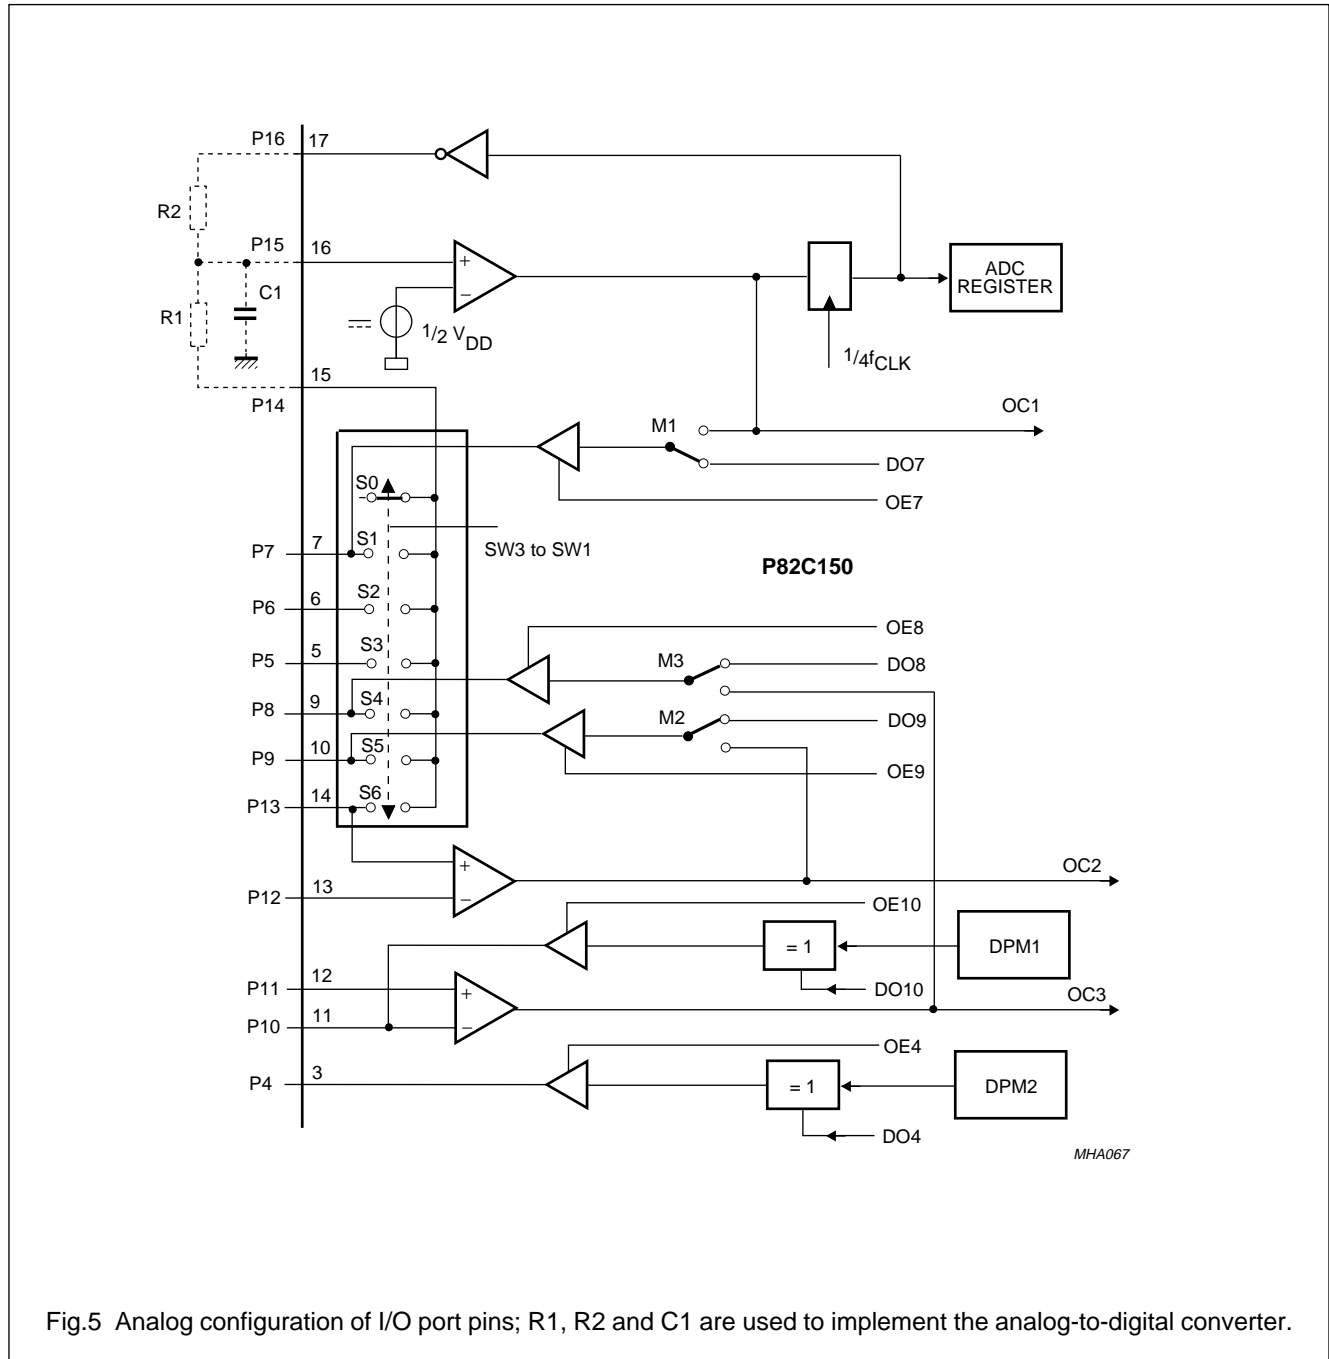 P16 17
R2
P15 16
+
ADC
REGISTER
C1
−
R1
1/2 VDD
1/4fCLK
15
P14
OC1
M1
DO7
S0
OE7
P7 7 S1
SW3 to SW1
P82C150
P6 6 S2
OE8
P5 5 S3
M3 DO8
P8 9 S4
M2 DO9
P9 10 S5
OE9
P13 14 S6
+
OC2
P12 13 −
OE10
= 1 DPM1
P11 12
+
DO10
OC3
P10 11 −
OE4
P4 3
= 1 DPM2
DO4
MHA067
Fig.5 Analog configuration of I/O port pins; R1, R2 and C1 are used to implement the analog-to-digital converter.